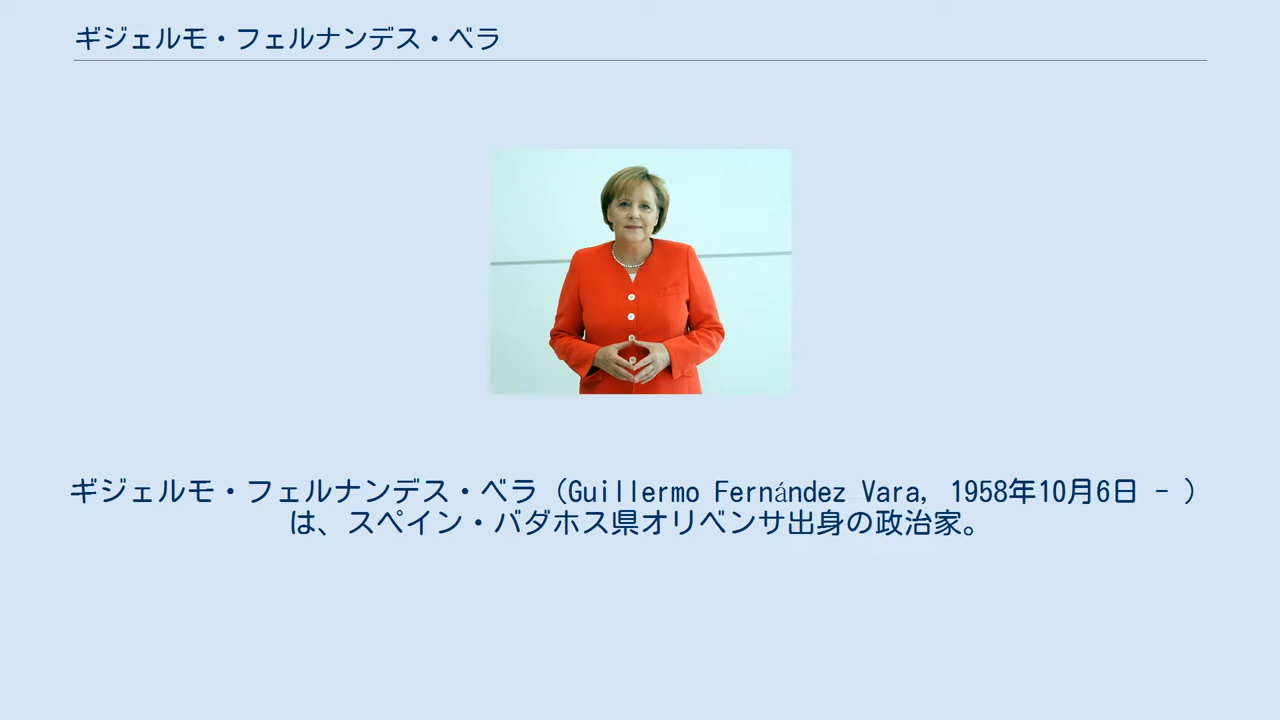 ギジェルモ・フェルナンデス・ベラ
ギジェルモ・フェルナンデス・ベラ（Guillermo Fernández Vara, 1958年10月6日 - ）
は、スペイン・バダホス県オリベンサ出身の政治家。